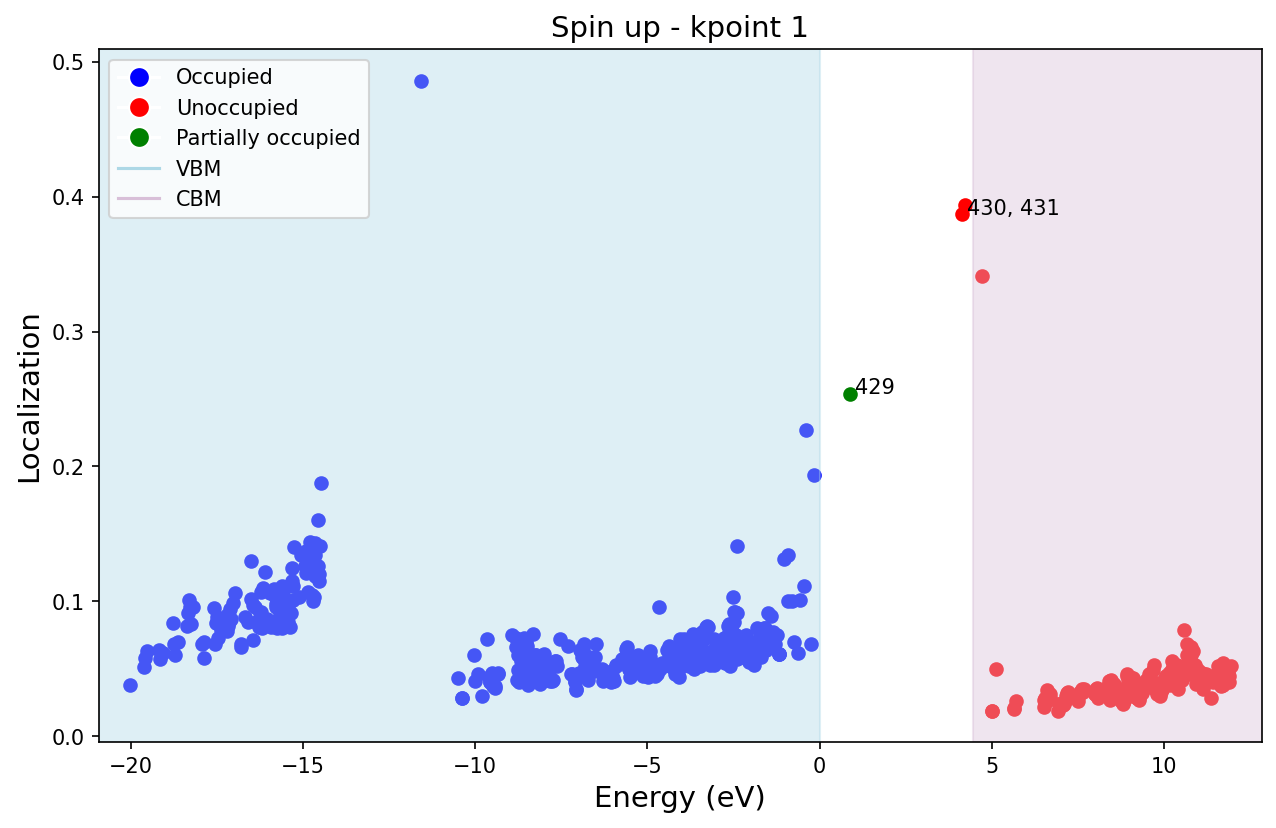 Spin up - kpoint 1
Localization
0.5
0.4
0.3
0.2
0.1
0.0
Occupied
Unoccupied
Partially occupied
VBM
CBM
430, 431
429
−20
−15
−10
−5
0
5
10
Energy (eV)